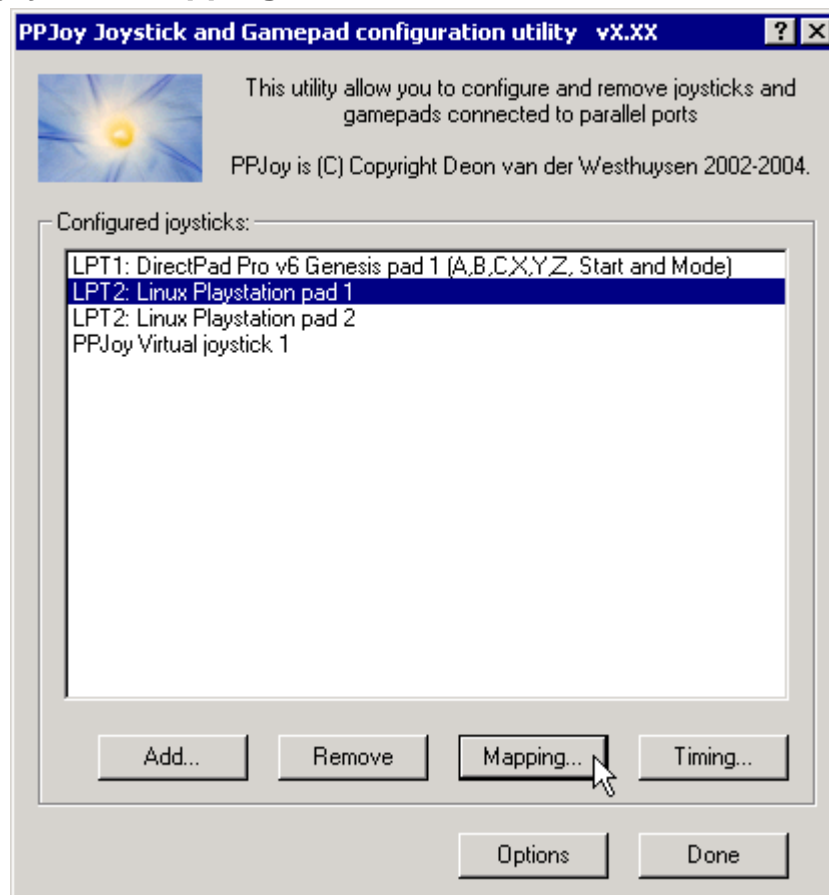 PPJoy Joystick and Gamepad configuration utility vX.XX
This utility allow you to configure and remove joysticks and
gamepads connected to parallel ports
PPJoy is (C) Copyright Deon van der Westhuysen 2002-2004.
Configured joysticks:
LPT1: DirectPad Pro v6 Genesis pad 1 (A,B,C,X,Y,Z, Start and Mode)
LPT2: Linux Playstation pad 1
LPT2: Linux Playstation pad 2
PPJoy Virtual joystick 1
Add... Remove Mapping... Timing...
Options Done